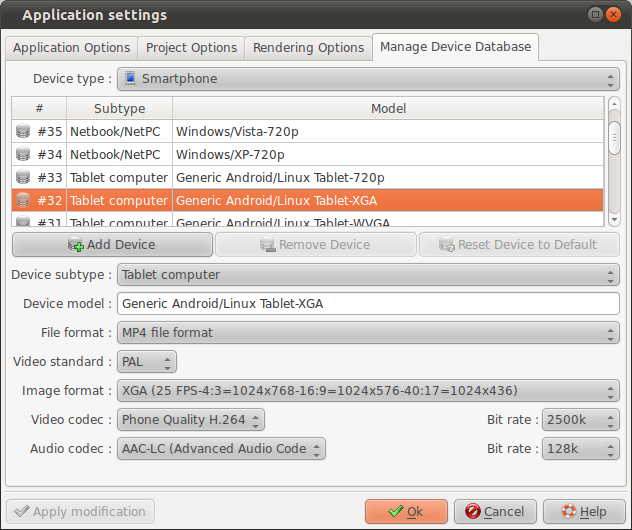 Application settings
Application Options Project Options Rendering Options Manage Device Database
Device type : Smartphone
# Subtype Model
#35 Netbook/NetPC Windows/Vista-720p
#34 Netbook/NetPC Windows/XP-720p
#33 Tablet computer Generic Android/Linux Tablet-720p
#32 Tablet computer Generic Android/Linux Tablet-XGA
#31 Tablet computer Generic Android/Linux Tablet-WVGA
Add Device Remove Device Reset Device to Default
Device subtype : Tablet computer
Device model : Generic Android/Linux Tablet-XGA
File format : MP4 file format
Video standard : PAL
Image format : XGA (25 FPS-4:3=1024x768-16:9=1024x576-40:17=1024x436)
Video codec : Phone Quality H.264 Bit rate : 2500k
Audio codec : AAC-LC (Advanced Audio Code Bit rate : 128k
Apply modification Ok Cancel Help